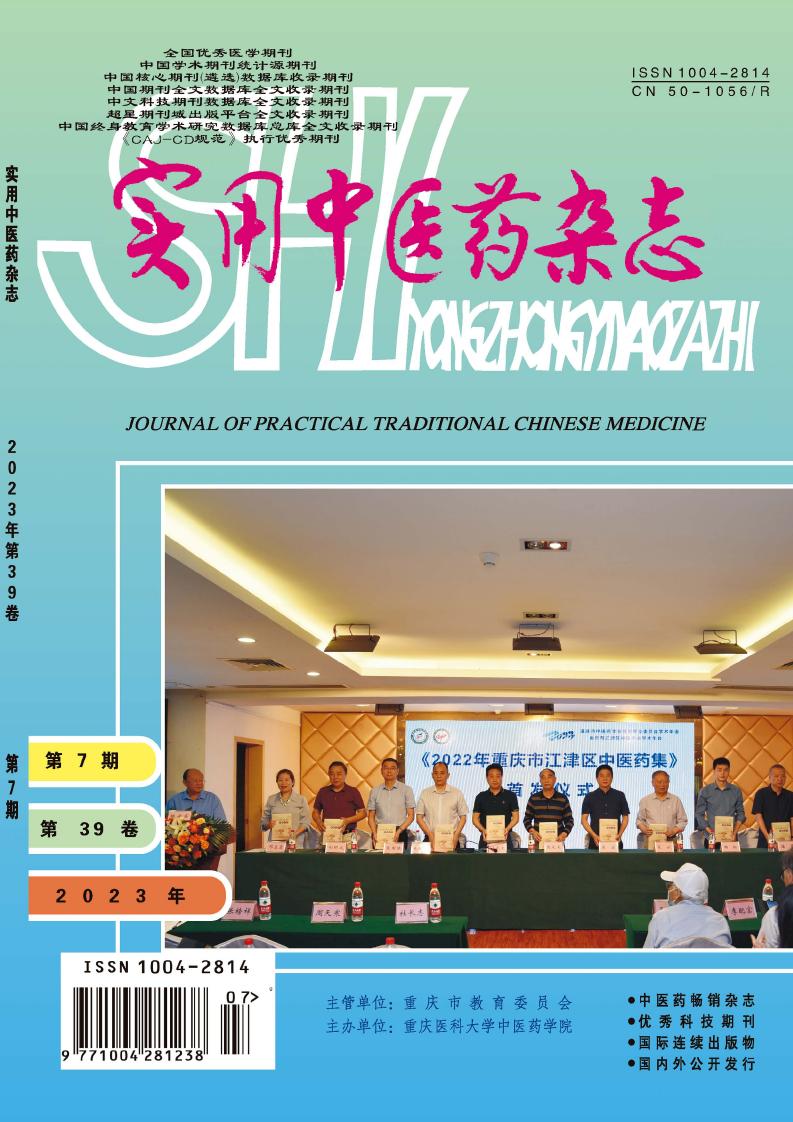 全国优秀医学期刊
中国学术期刊统计源期刊
中国核心期刊(遴选)数据库收录期刊
中国期刊全文数据库全文收录期刊
中文科技期刊数据库全文收录期刊
超星期刊域出版平台全文收录期刊
中国终身教育学术研究数据库总库全文收录期刊
《CAJ-CD规范》执行优秀期刊
ISSN 1004-2814
CN 50-1056/R
SHI
实用中医药杂志
YONGZHONGYIYAOZAZHI
JOURNAL OF PRACTICAL TRADITIONAL CHINESE MEDICINE
实用中医药杂志
2023年第39卷
第7期
第 7 期
第 39 卷
2023年
《2022年重庆市江津区中医药集》
首发仪式
周天寒
杜长志
ISSN 1004-2814
07>
9 771004 281238
主管单位：重庆市教育委员会
主办单位：重庆医科大学中医药学院
●中医药畅销杂志
●优秀科技期刊
●国际连续出版物
●国内外公开发行